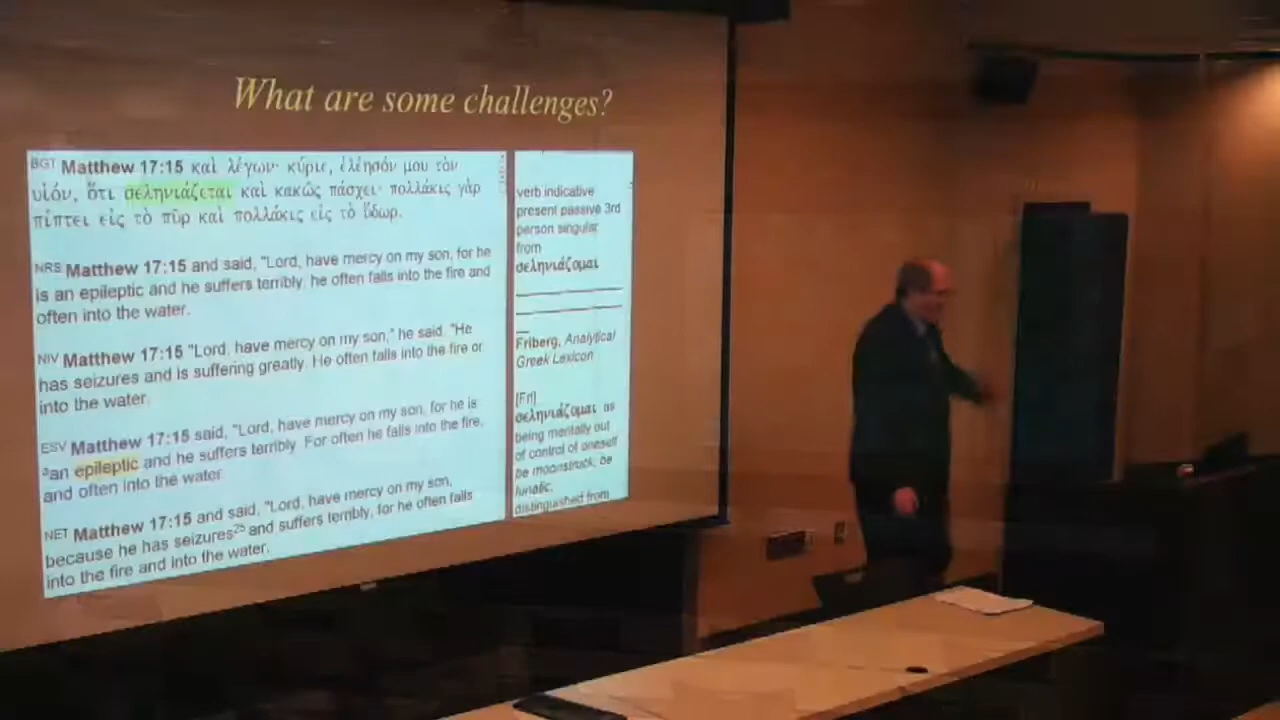 What are some challenges?
BGT Matthew 17:15 καὶ λέγων· κύριε, ἐλέησόν μου τὸν
υἱόν, ὅτι σεληνιάζεται καὶ κακῶς πάσχει· πολλάκις γὰρ
πίπτει εἰς τὸ πῦρ καὶ πολλάκις εἰς τὸ ὕδωρ.
NRS Matthew 17:15 and said, "Lord, have mercy on my son, for he
is an epileptic and he suffers terribly; he often falls into the fire and
often into the water.
NIV Matthew 17:15 "Lord, have mercy on my son," he said. "He
has seizures and is suffering greatly. He often falls into the fire or
into the water.
ESV Matthew 17:15 said, "Lord, have mercy on my son, for he is
an epileptic and he suffers terribly. For often he falls into the fire,
and often into the water.
NET Matthew 17:15 and said, "Lord, have mercy on my son,
because he has seizures25 and suffers terribly, for he often falls
into the fire and into the water.
verb indicative
present passive 3rd
person singular
from
σεληνιάζομαι
Friberg, Analytical
Greek Lexicon
[Fri]
σεληνιάζομαι as
being mentally out
of control of oneself
be moonstruck, be
lunatic,
distinguished from